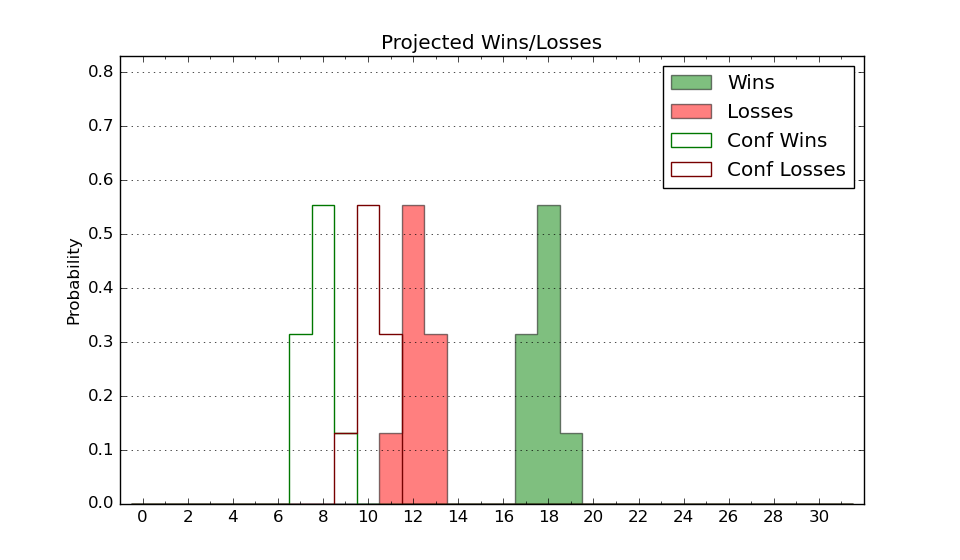 Projected Wins/Losses
Wins
Losses
Conf Wins
Conf Losses
Probability
0.8
0.7
0.6
0.5
0.4
0.3
0.2
0.1
0.0
0 2 4 6 8 10 12 14 16 18 20 22 24 26 28 30